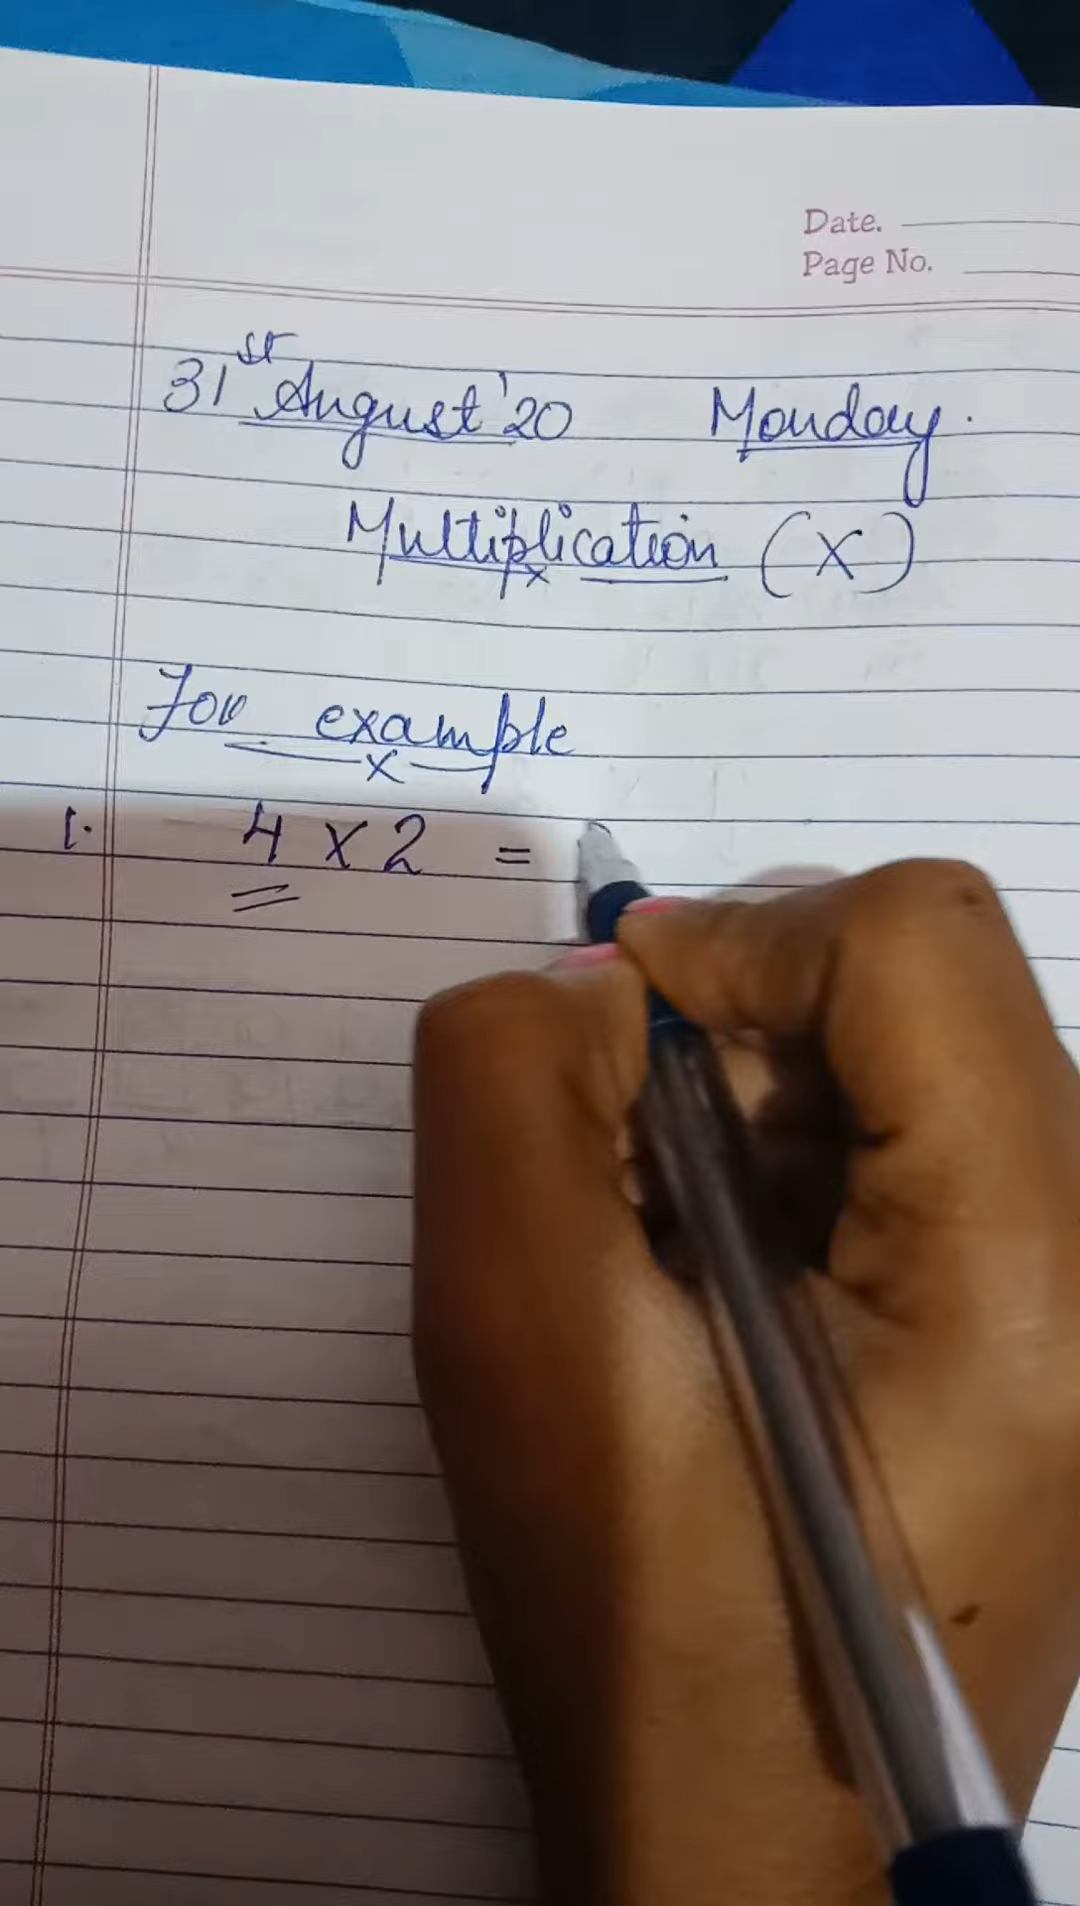 Date.
Page No.
31st August '20 Monday.
Multiplication (x)
x
For example
x
1. 4 x 2 =